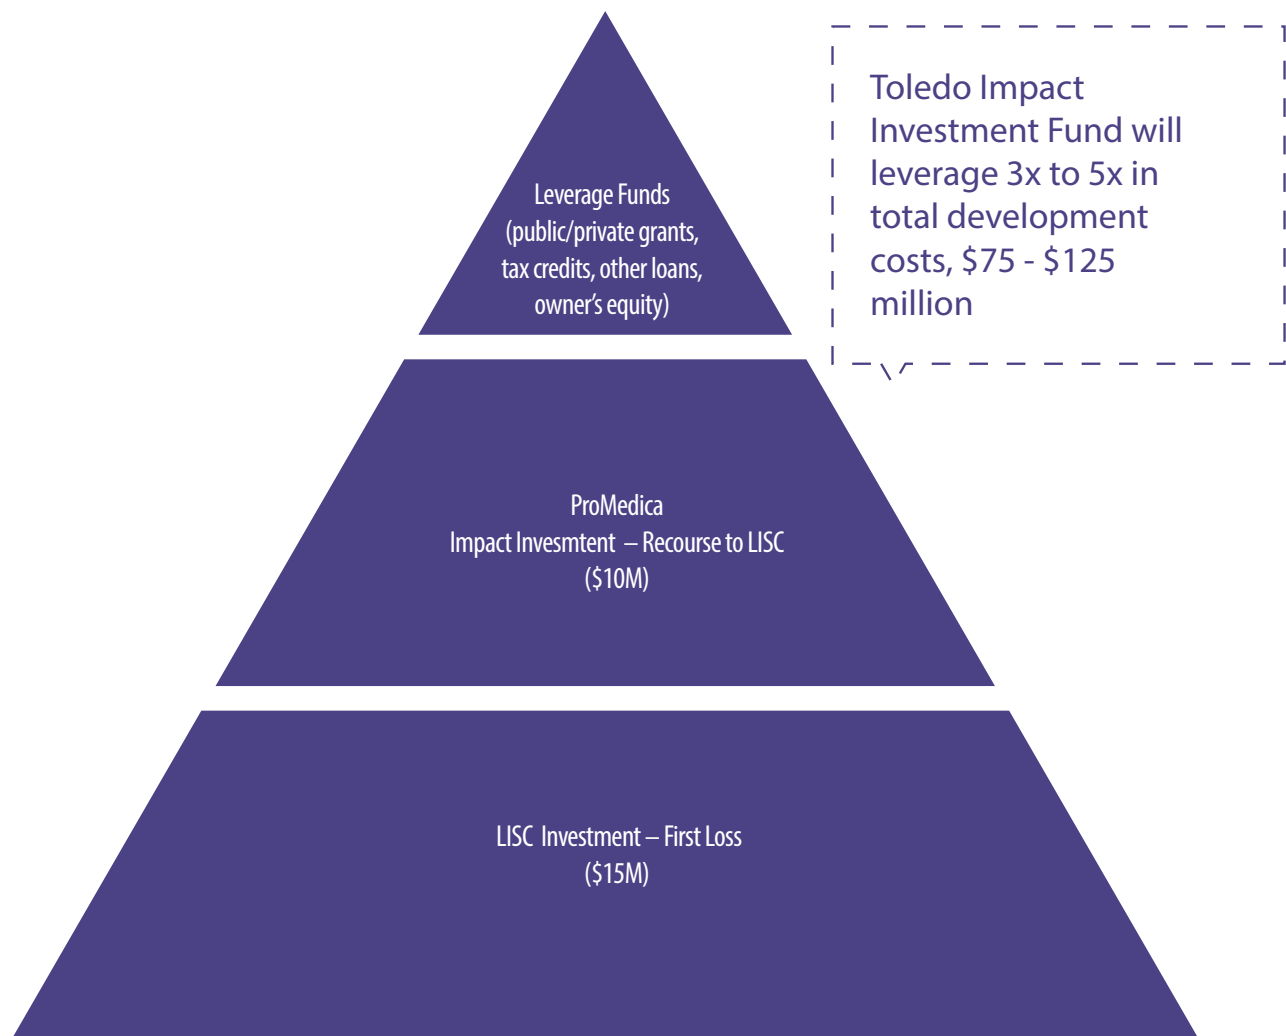 Leverage Funds
(public/private grants,
tax credits, other loans,
owner’s equity)
Toledo Impact
Investment Fund will
leverage 3x to 5x in
total development
costs, $75 - $125
million
ProMedica
Impact Invesmtent – Recourse to LISC
($10M)
LISC Investment – First Loss
($15M)